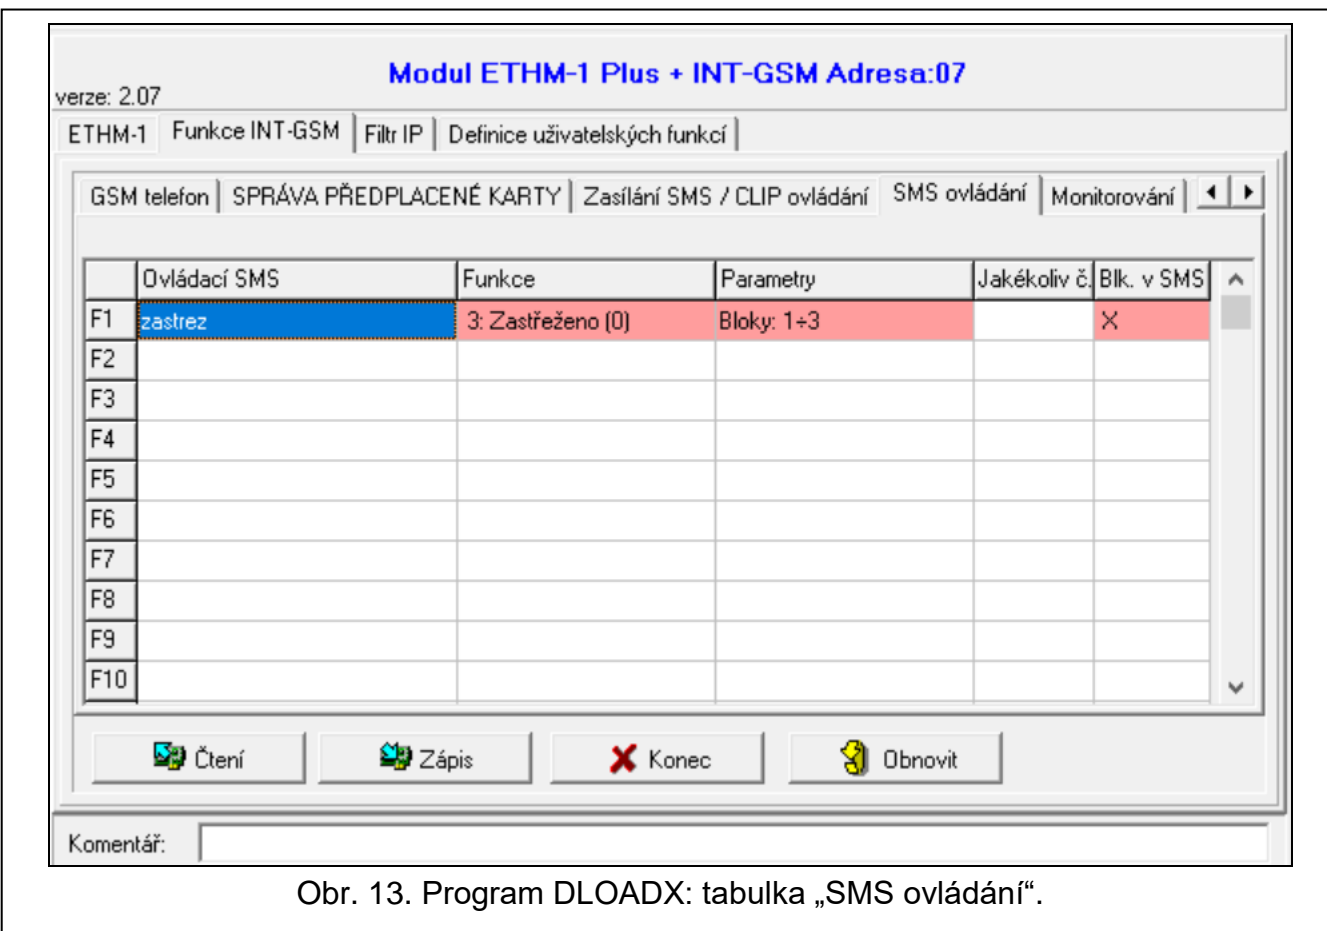 Modul ETHM-1 Plus + INT-GSM Adresa:07
verze: 2.07
ETHM-1 Funkce INT-GSM Filtr IP Definice uživatelských funkcí
GSM telefon SPRÁVA PŘEDPLACENÉ KARTY Zasílání SMS / CLIP ovládání SMS ovládání Monitorování
Ovládací SMS Funkce Parametry Jakékoliv č. Blk. v SMS
F1 zastrez 3: Zastřeženo (0) Bloky: 1÷3 X
F2
F3
F4
F5
F6
F7
F8
F9
F10
Čtení Zápis Konec Obnovit
Komentář:
Obr. 13. Program DLOADX: tabulka „SMS ovládání“.